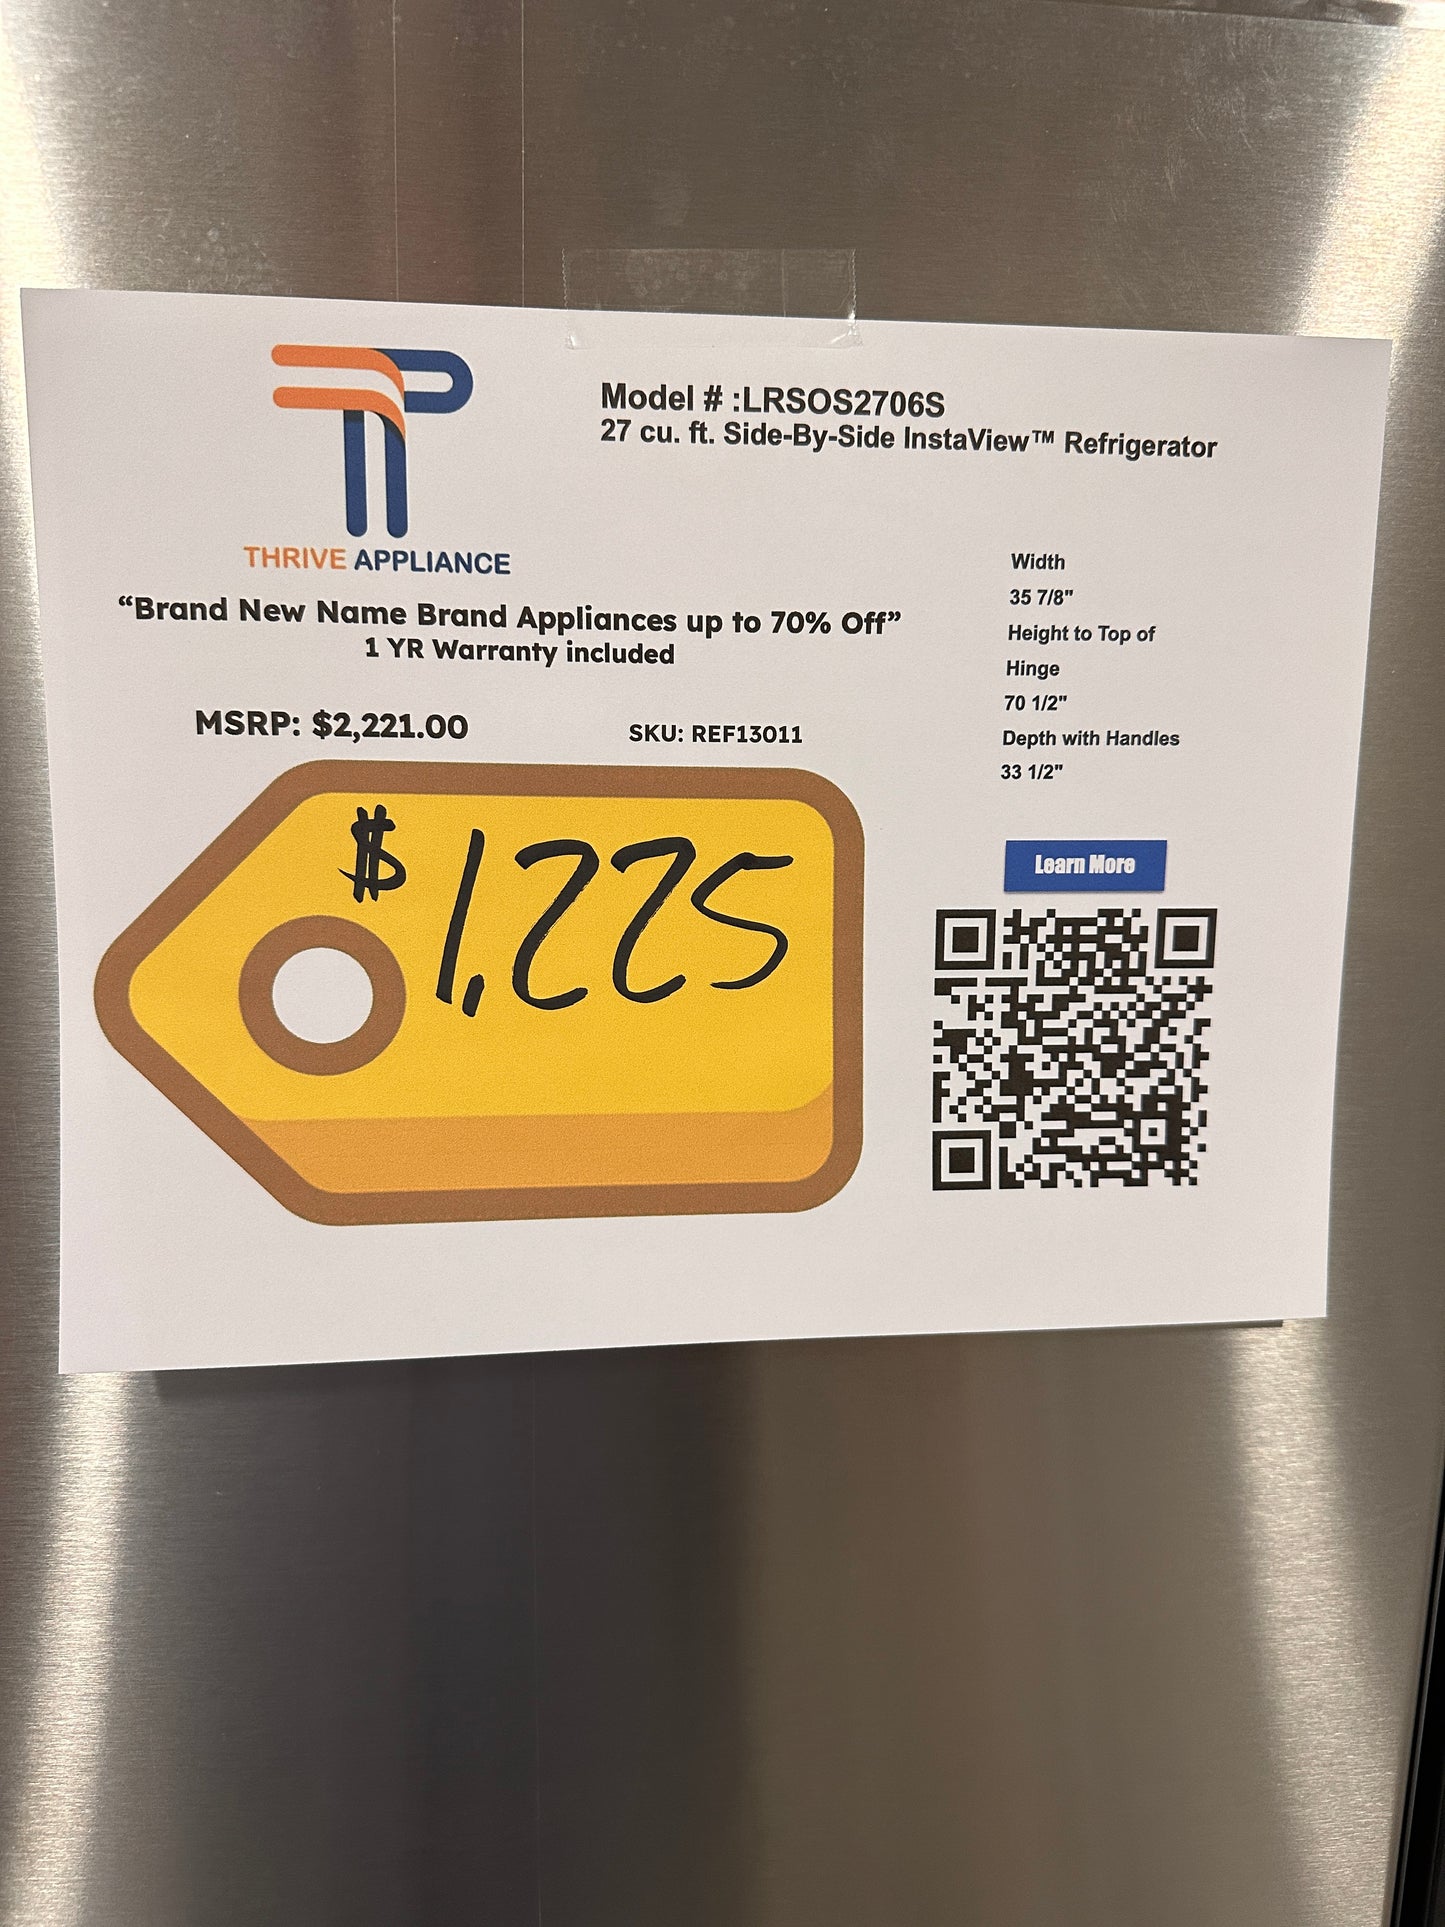 THRIVE APPLIANCE
Model # :LRSOS2706S
27 cu. ft. Side-By-Side InstaView™ Refrigerator
“Brand New Name Brand Appliances up to 70% Off”
1 YR Warranty included
MSRP: $2,221.00
SKU: REF13011
$1,225
Width
35 7/8"
Height to Top of
Hinge
70 1/2"
Depth with Handles
33 1/2"
Learn More